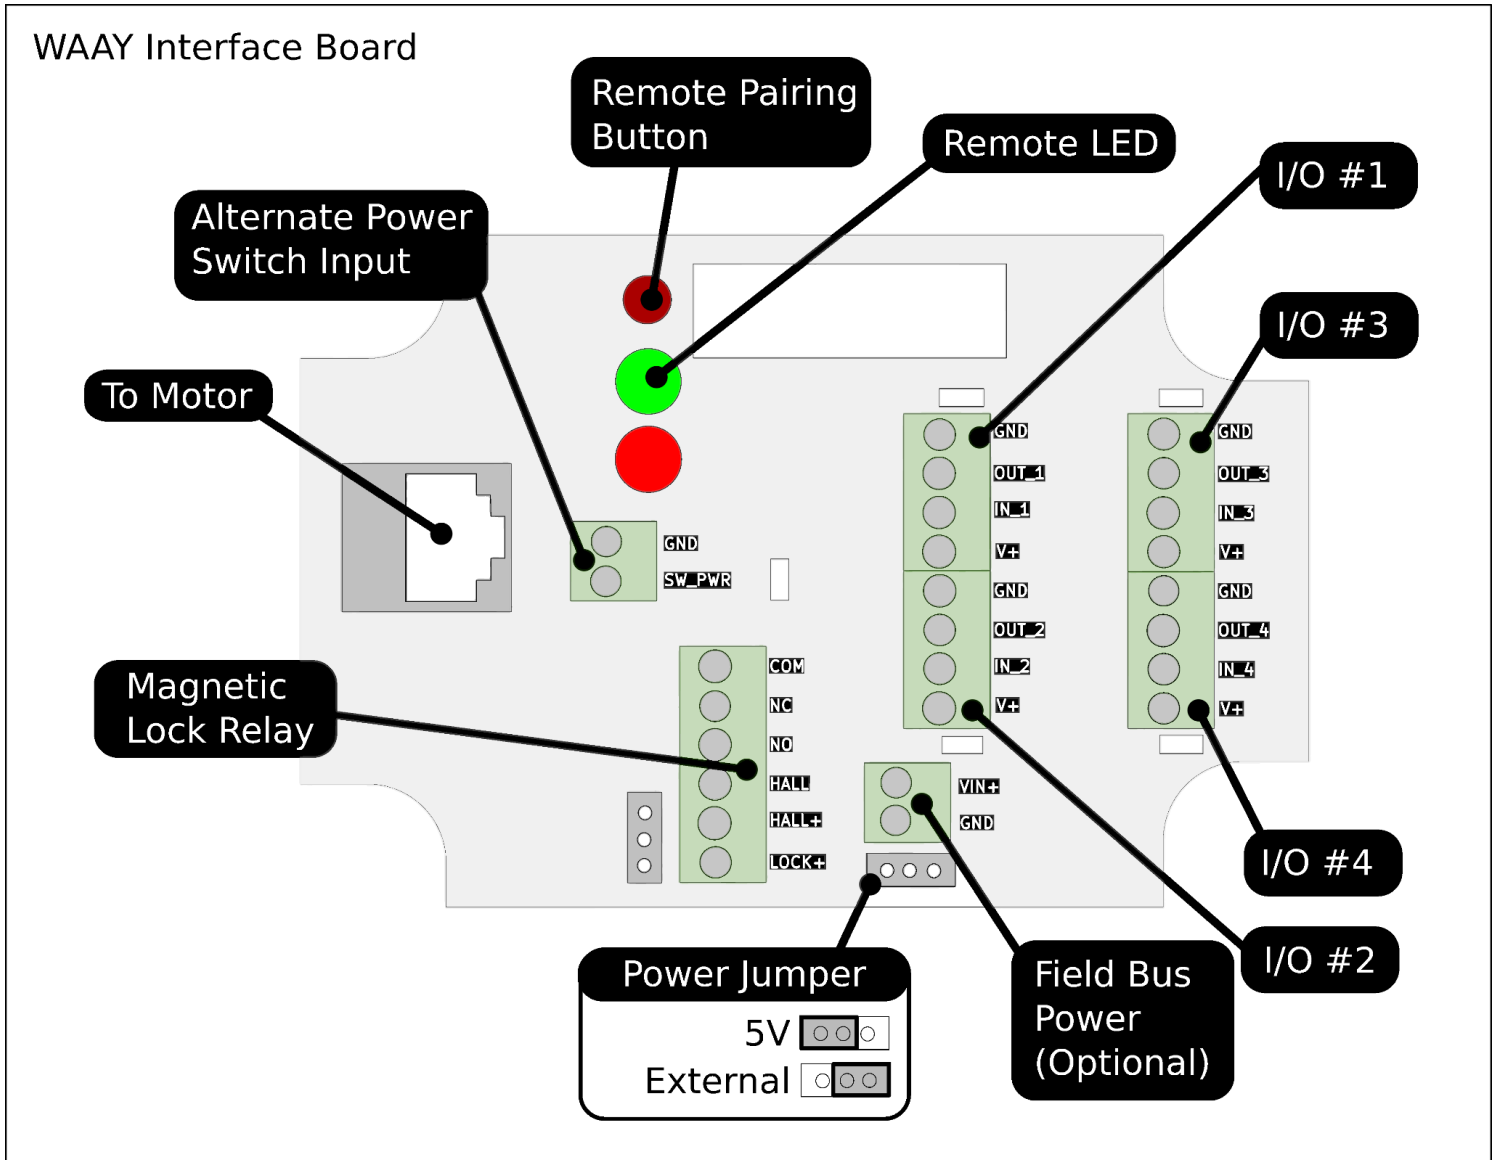 WAAY Interface Board
Remote Pairing
Button
Remote LED
I/O #1
Alternate Power
Switch Input
I/O #3
To Motor
GND
OUT_1
IN_1
V+
GND
OUT_2
IN_2
V+
GND
OUT_3
IN_3
V+
GND
OUT_4
IN_4
V+
GND
SW_PWR
Magnetic
Lock Relay
COM
NC
NO
HALL
HALL+
LOCK+
VIN+
GND
I/O #4
I/O #2
Power Jumper
5V
External
Field Bus
Power
(Optional)